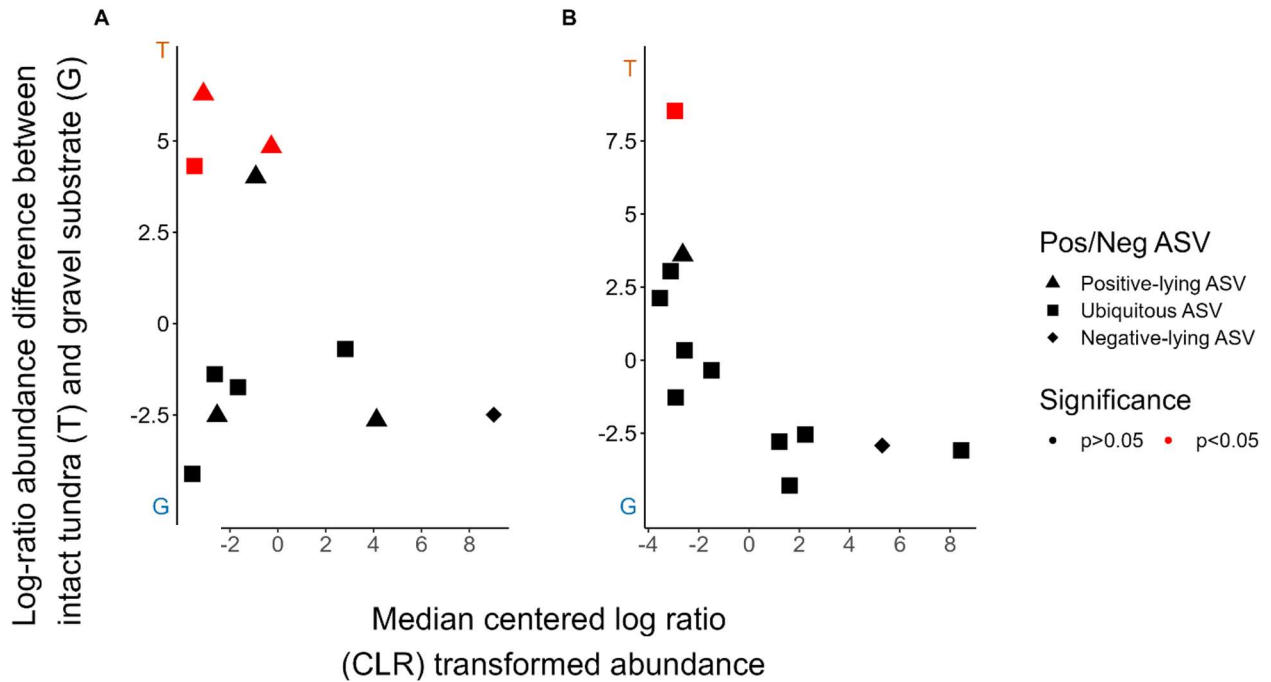 A
B
Log-ratio abundance difference between
intact tundra (T) and gravel substrate (G)
T
5
2.5
0
-2.5
G
-2 0 2 4 6 8
T
7.5
5
2.5
0
-2.5
G
-4 -2 0 2 4 6 8
Pos/Neg ASV
Positive-lying ASV
Ubiquitous ASV
Negative-lying ASV
Significance
p>0.05 p<0.05
Median centered log ratio
(CLR) transformed abundance